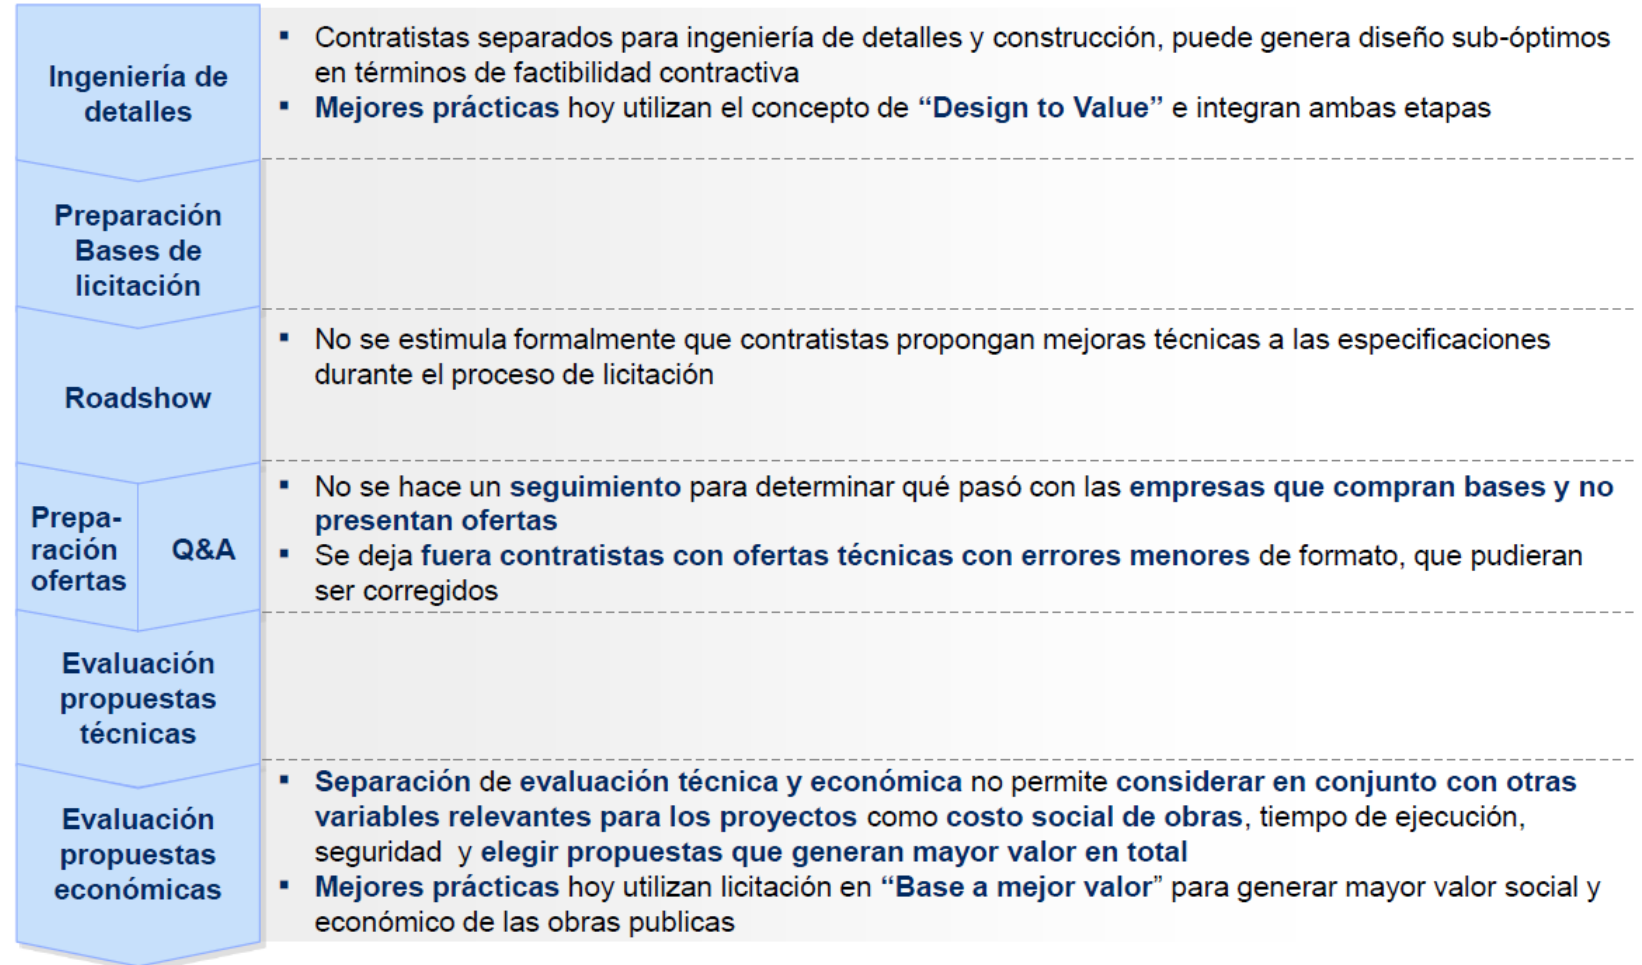 Ingeniería de
detalles
▪ Contratistas separados para ingeniería de detalles y construcción, puede genera diseño sub-óptimos
en términos de factibilidad contractiva
▪ Mejores prácticas hoy utilizan el concepto de “Design to Value” e integran ambas etapas
Preparación
Bases de
licitación
Roadshow
▪ No se estimula formalmente que contratistas propongan mejoras técnicas a las especificaciones
durante el proceso de licitación
Prepa-
ración
ofertas
Q&A
▪ No se hace un seguimiento para determinar qué pasó con las empresas que compran bases y no
presentan ofertas
▪ Se deja fuera contratistas con ofertas técnicas con errores menores de formato, que pudieran
ser corregidos
Evaluación
propuestas
técnicas
Evaluación
propuestas
económicas
▪ Separación de evaluación técnica y económica no permite considerar en conjunto con otras
variables relevantes para los proyectos como costo social de obras, tiempo de ejecución,
seguridad y elegir propuestas que generan mayor valor en total
▪ Mejores prácticas hoy utilizan licitación en “Base a mejor valor” para generar mayor valor social y
económico de las obras publicas